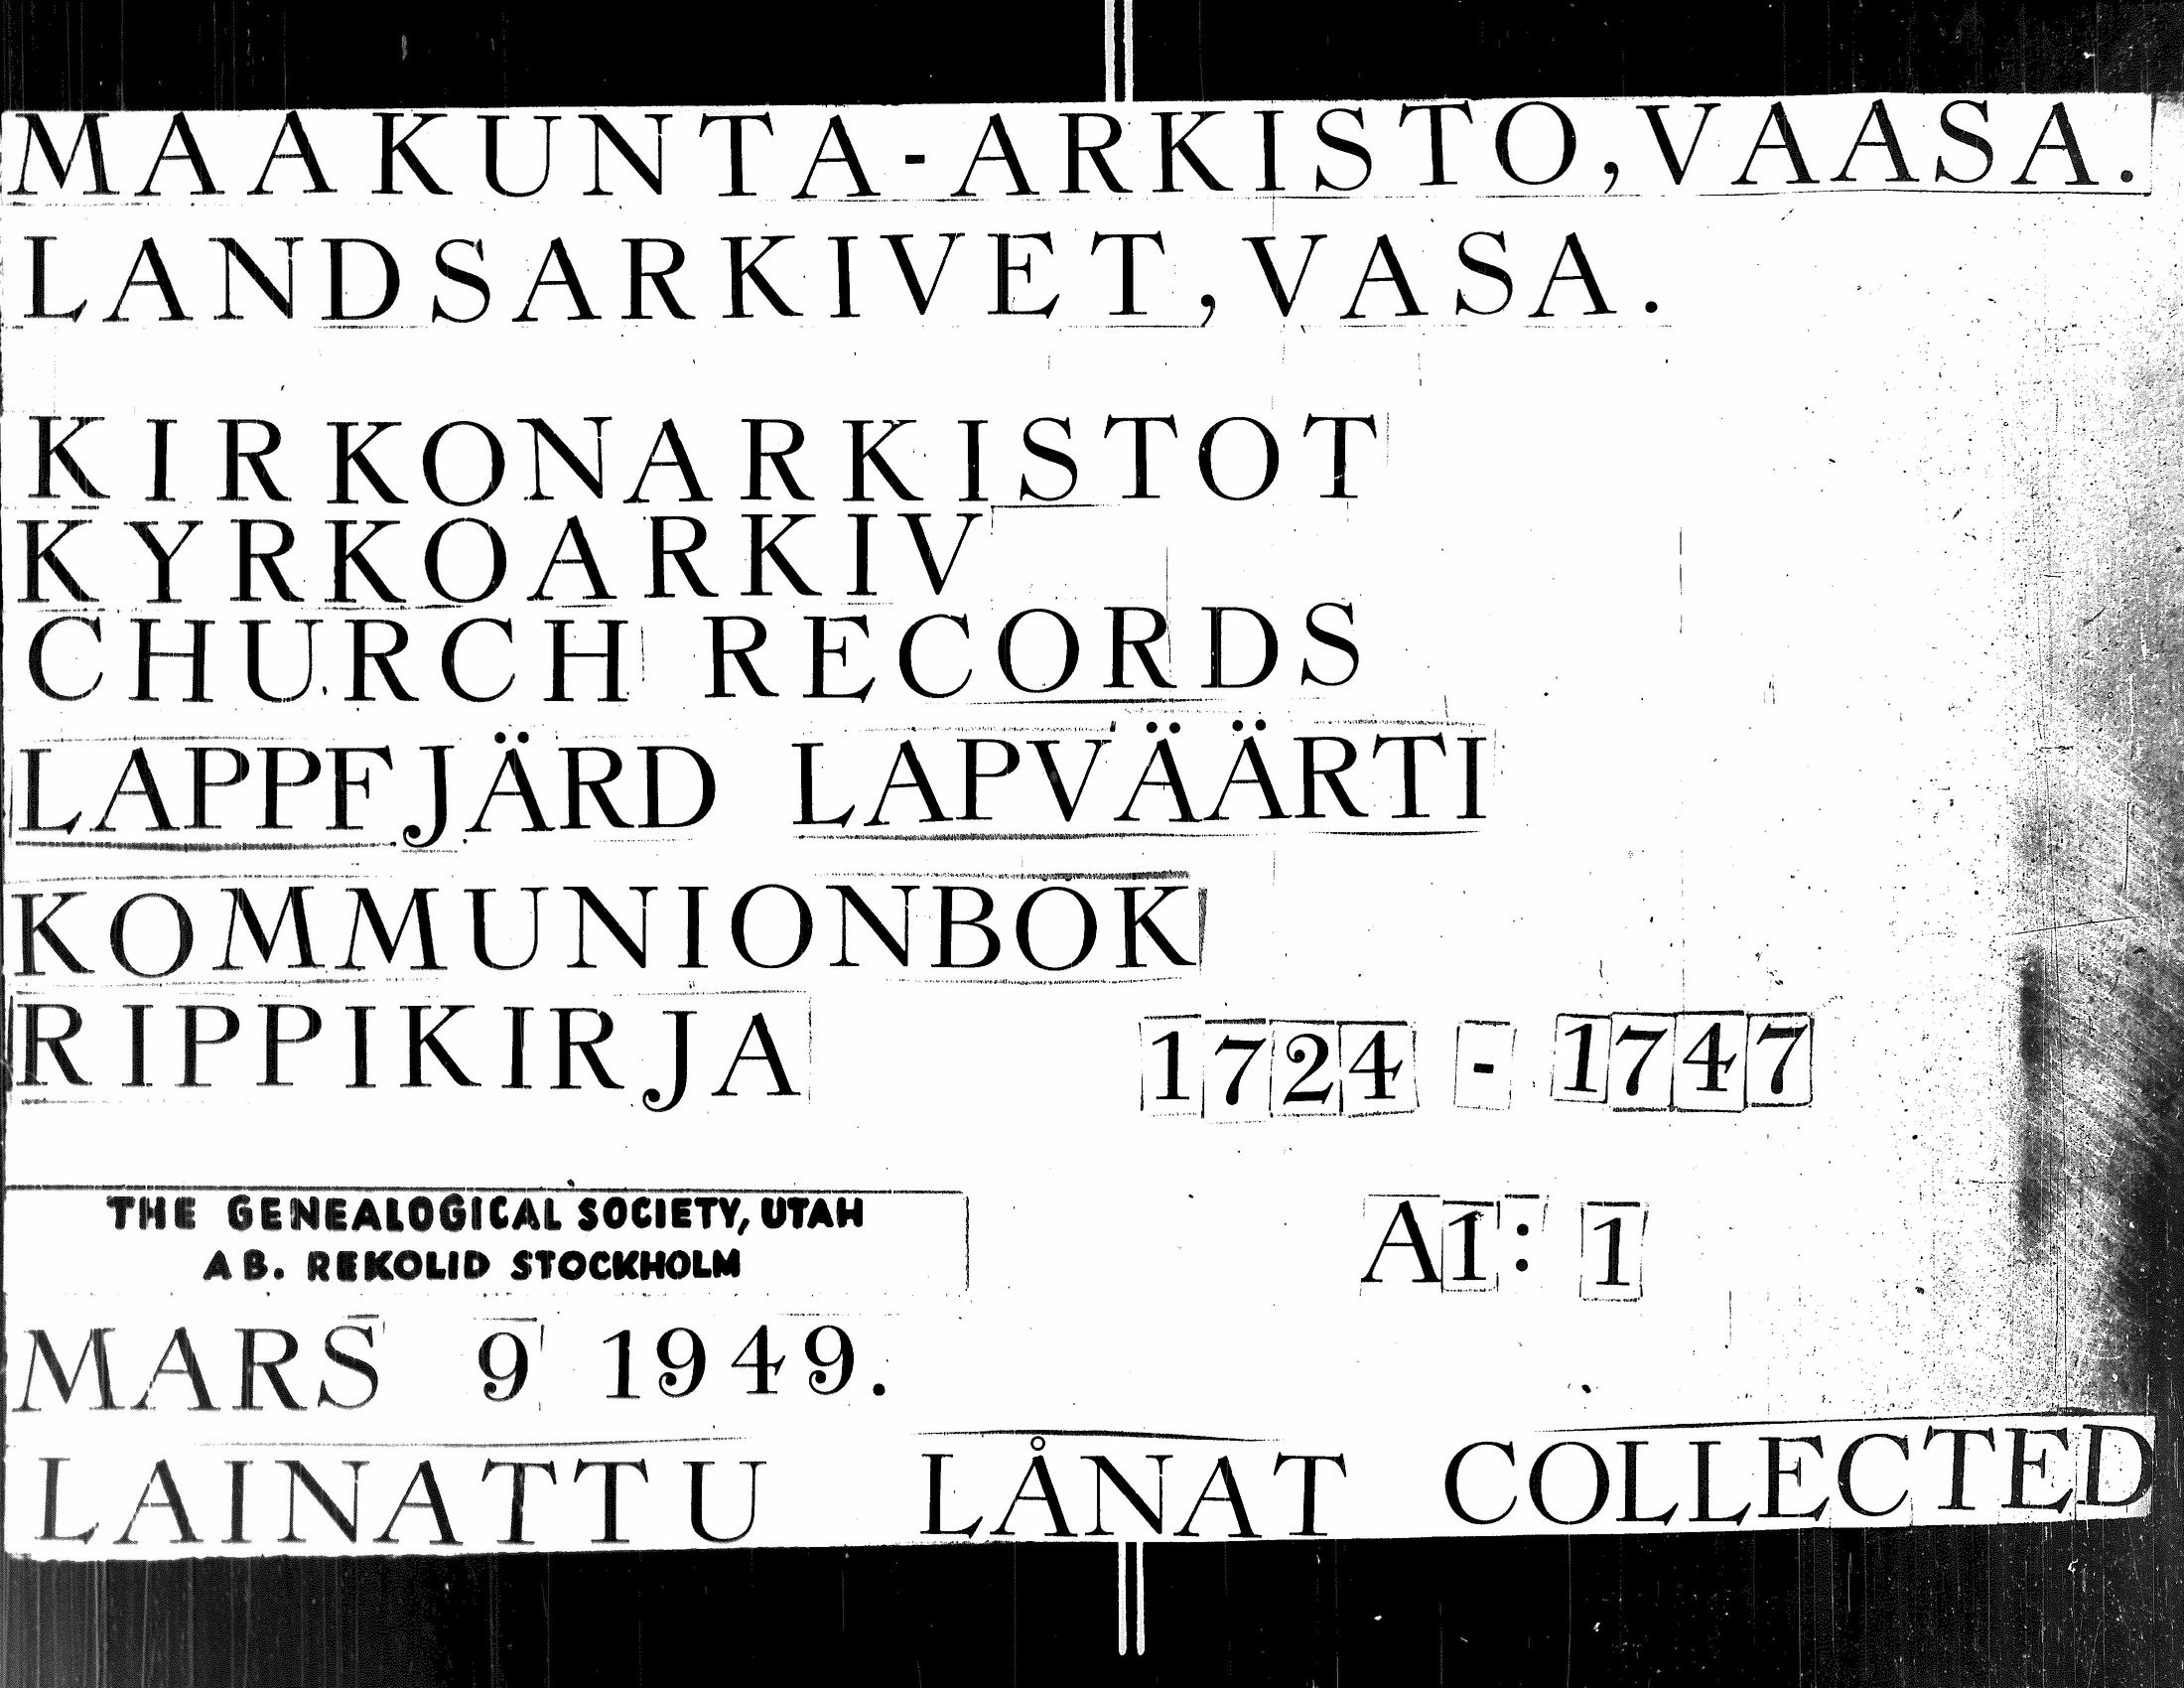 MAAKUNTA-ARKISTO, VAASA.
LANDSARKIVET, VASA.
KIRKONARKISTOT
KYRKOARKIV
CHURCH RECORDS
LAPPFJÄRD LAPVÄÄRTI
KOMMUNIONBOK
RIPPIKIRJA 1724 - 1747
THE GENEALOGICAL SOCIETY, UTAH
AB. REKOLID STOCKHOLM
A1: 1
MARS 9 1949.
LAINATTU LÅNAT COLLECTED